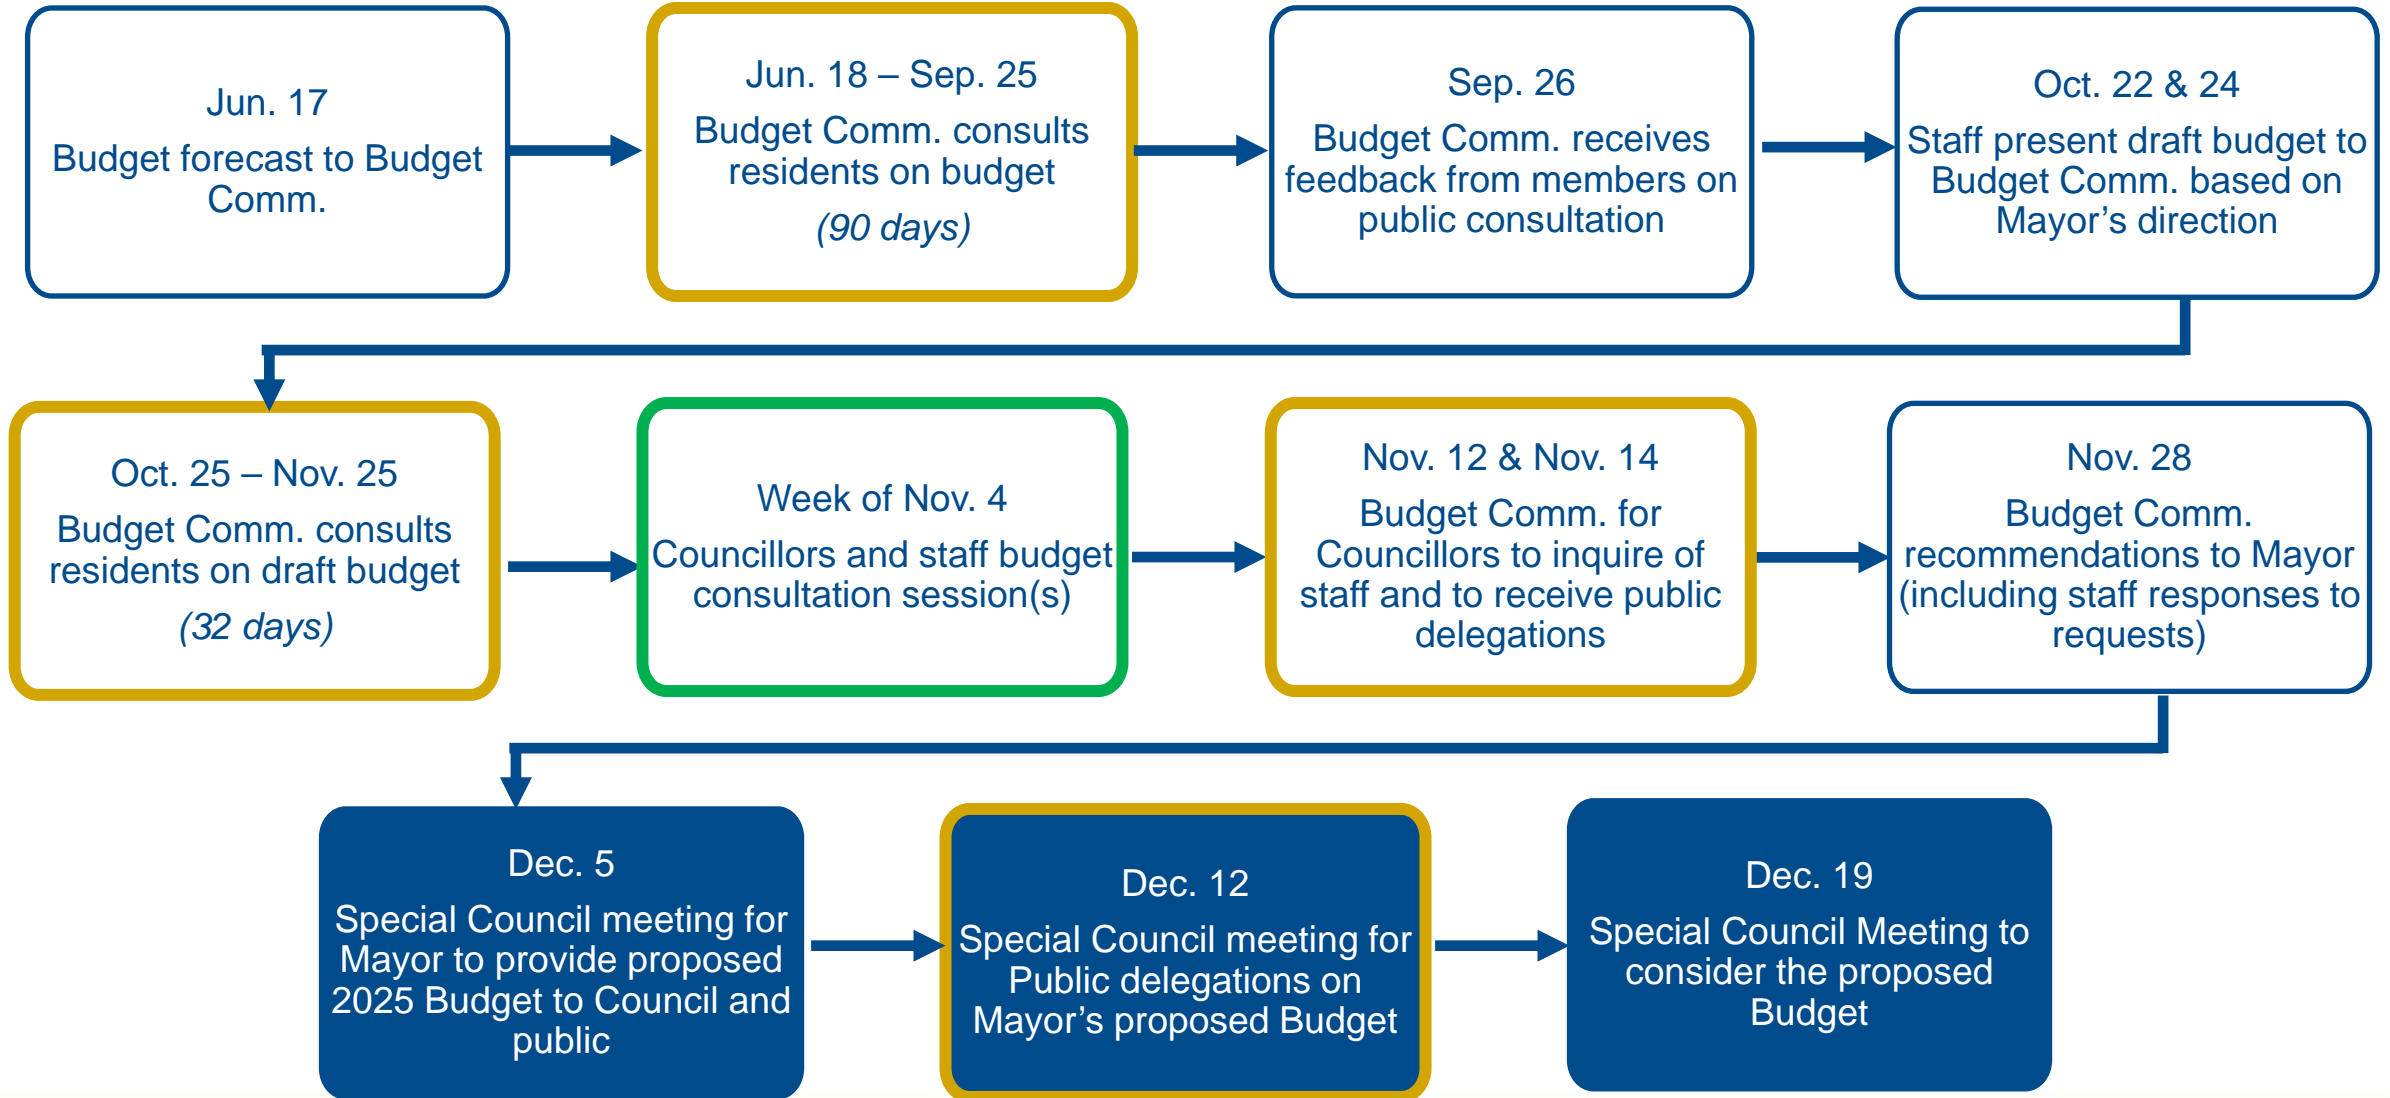 Jun. 17
Budget forecast to Budget
Comm.
Jun. 18 – Sep. 25
Budget Comm. consults
residents on budget
(90 days)
Sep. 26
Budget Comm. receives
feedback from members on
public consultation
Oct. 22 & 24
Staff present draft budget to
Budget Comm. based on
Mayor’s direction
Oct. 25 – Nov. 25
Budget Comm. consults
residents on draft budget
(32 days)
Week of Nov. 4
Councillors and staff budget
consultation session(s)
Nov. 12 & Nov. 14
Budget Comm. for
Councillors to inquire of
staff and to receive public
delegations
Nov. 28
Budget Comm.
recommendations to Mayor
(including staff responses to
requests)
Dec. 5
Special Council meeting for
Mayor to provide proposed
2025 Budget to Council and
public
Dec. 12
Special Council meeting for
Public delegations on
Mayor’s proposed Budget
Dec. 19
Special Council Meeting to
consider the proposed
Budget